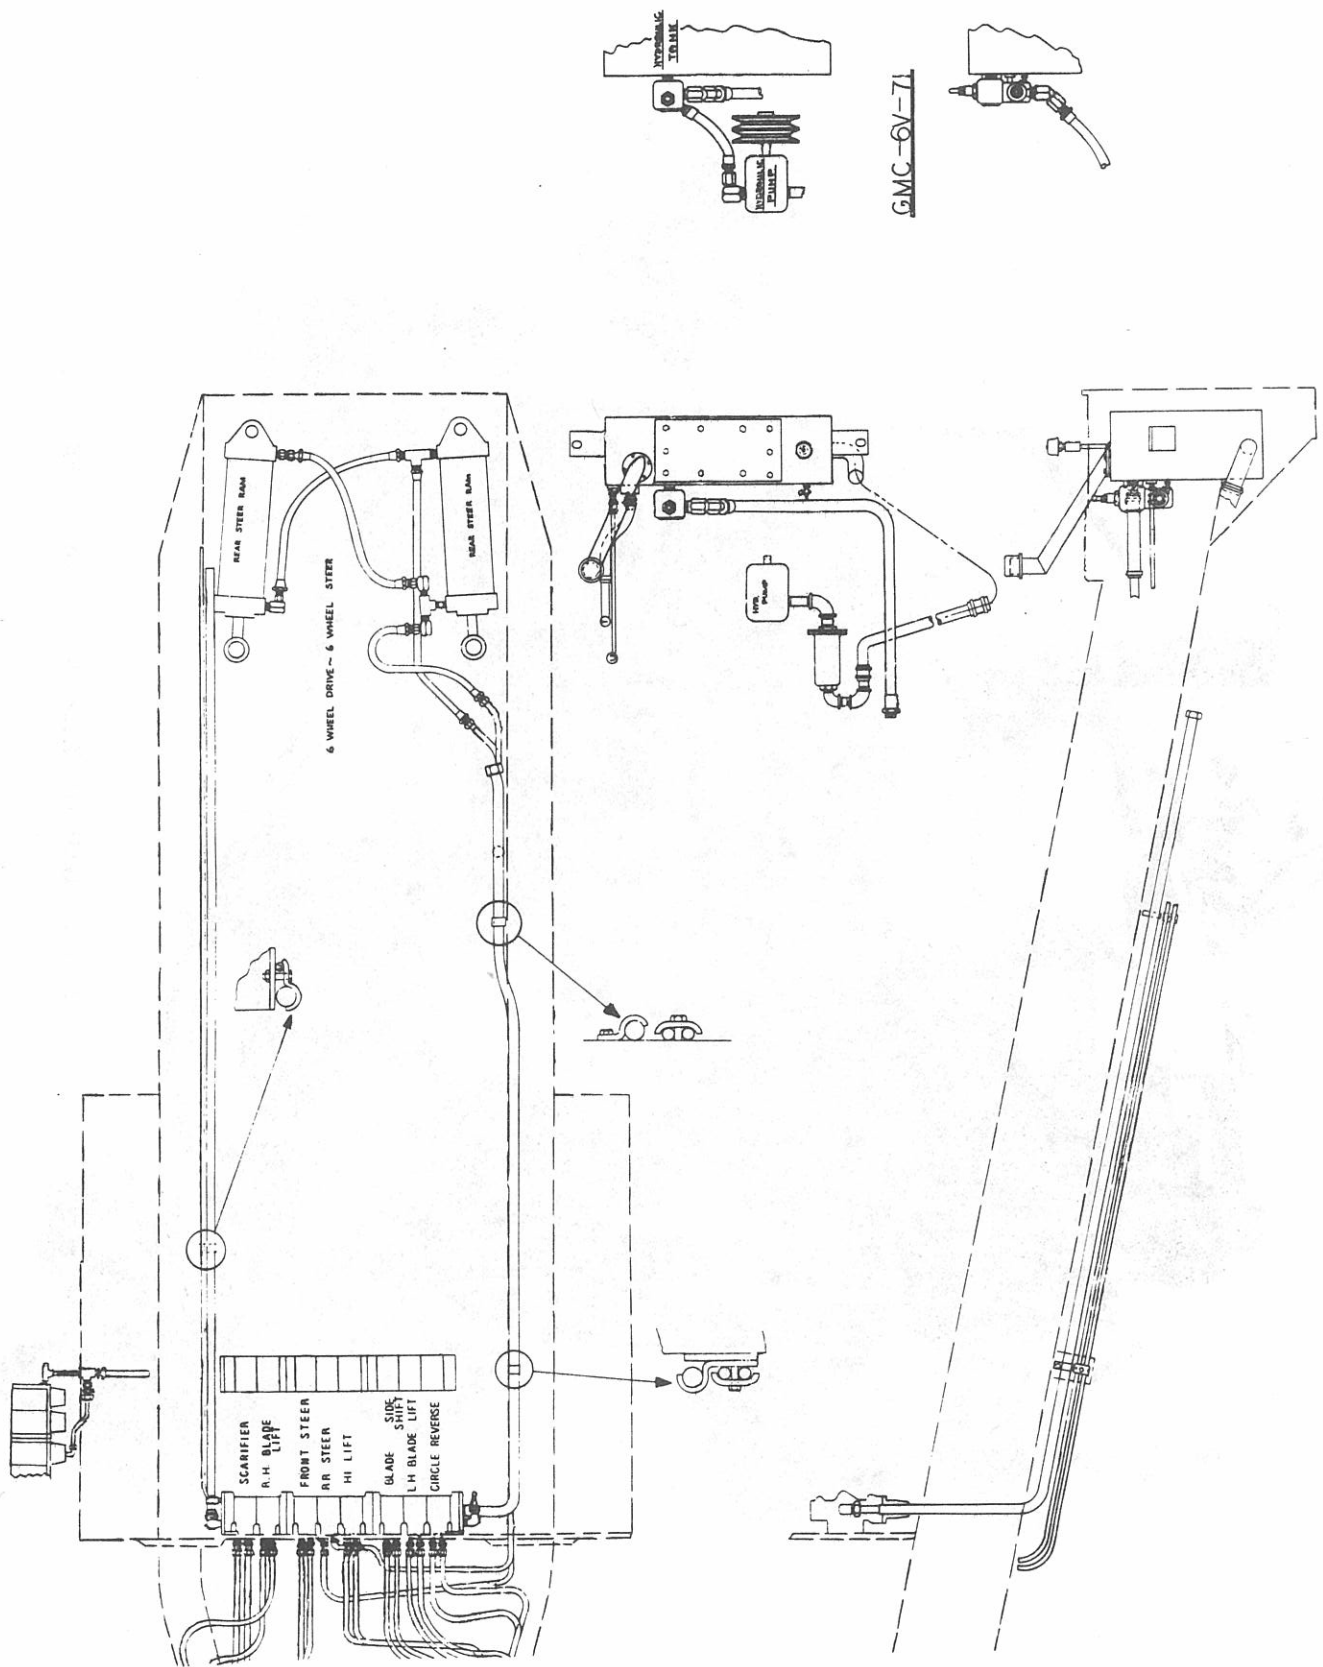 HYDRAULIC
TANK
HYDRAULIC
PUMP
GMC-6V-71
REAR STEER RAM
REAR STEER RAM
6 WHEEL DRIVE~ 6 WHEEL STEER
HYD.
PUMP
SCARIFIER
R.H. BLADE
LIFT
FRONT STEER
RR STEER
HI LIFT
BLADE SIDE
SHIFT
LH BLADE LIFT
CIRCLE REVERSE